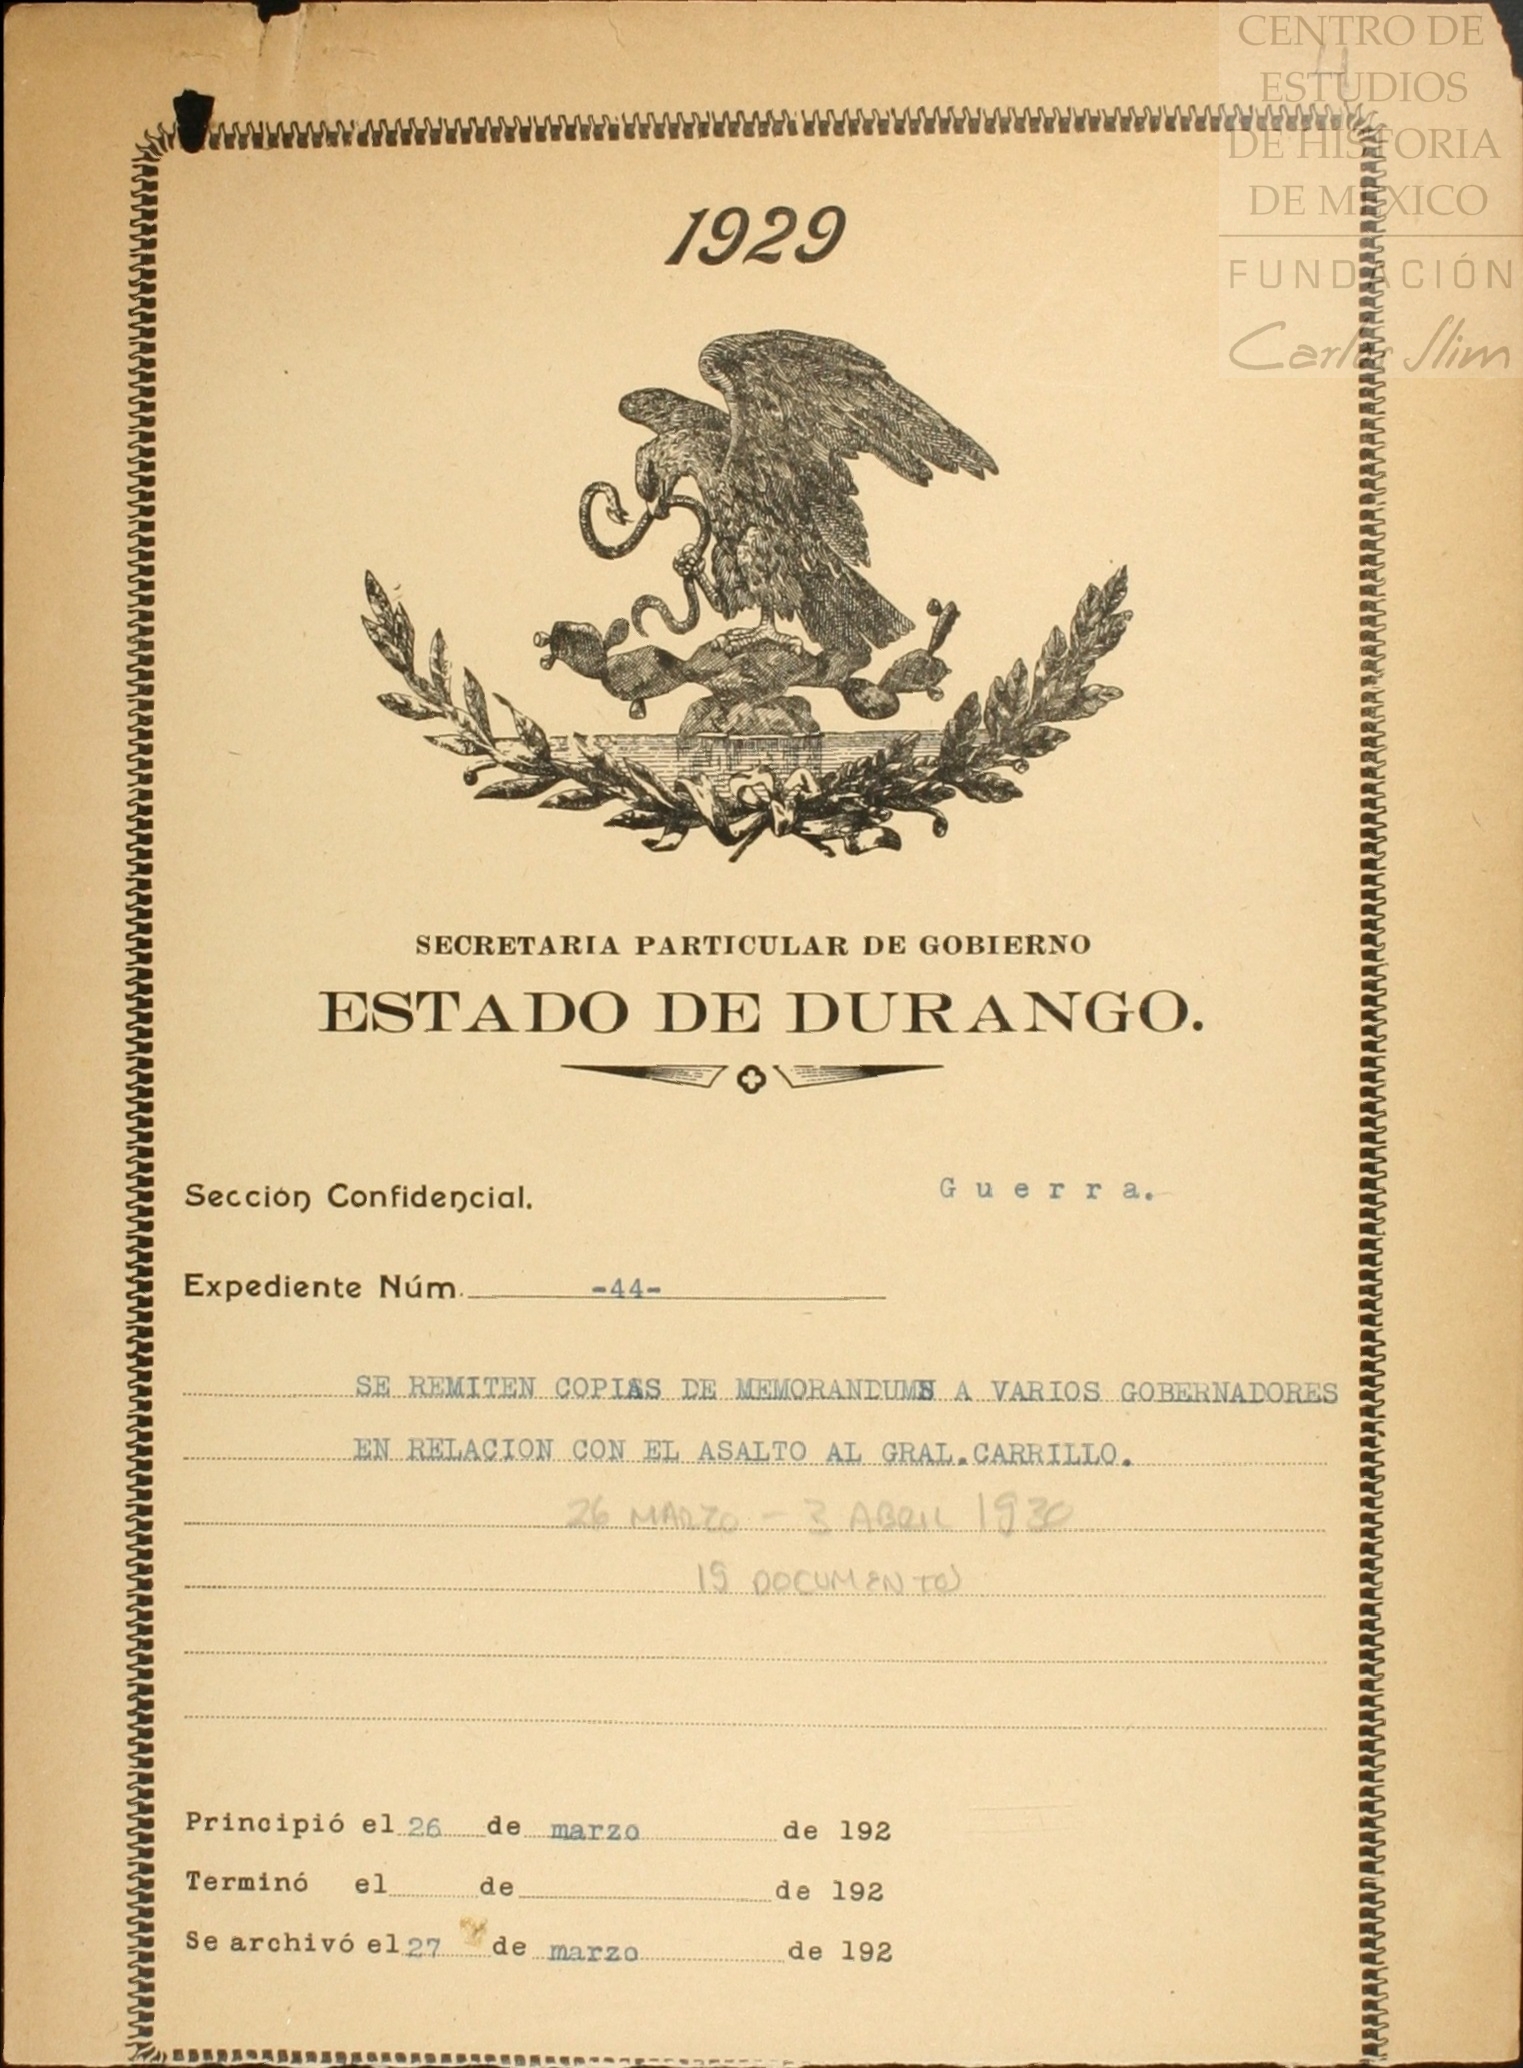 CENTRO DE
ESTUDIOS
DE HISTORIA
DE MEXICO
FUNDACIÓN
Carlos Slim
1929
SECRETARIA PARTICULAR DE GOBIERNO
ESTADO DE DURANGO.
Sección Confidencial. Guerra.
Expediente Núm. -44-
SE REMITEN COPIAS DE MEMORANDUMS A VARIOS GOBERNADORES
EN RELACION CON EL ASALTO AL GRAL.CARRILLO.
26 MARZO - 3 ABRIL 1930
DOCUMENTOS
Principió el 26 de marzo de 192
Terminó el de de 192
Se archivó el 27 de marzo de 192